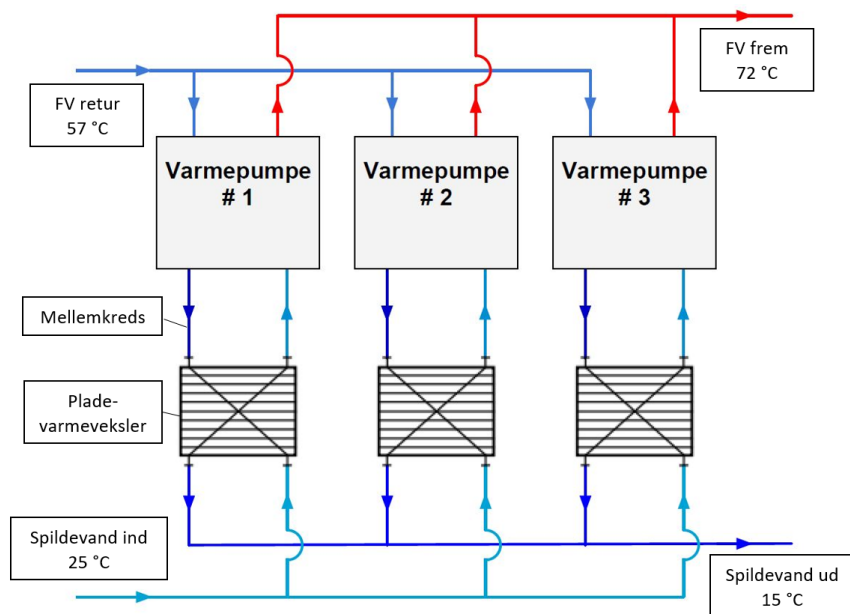 FV frem
72 °C
FV retur
57 °C
Varmepumpe
# 1
Varmepumpe
# 2
Varmepumpe
# 3
Mellemkreds
Plade-
varmeveksler
Spildevand ind
25 °C
Spildevand ud
15 °C